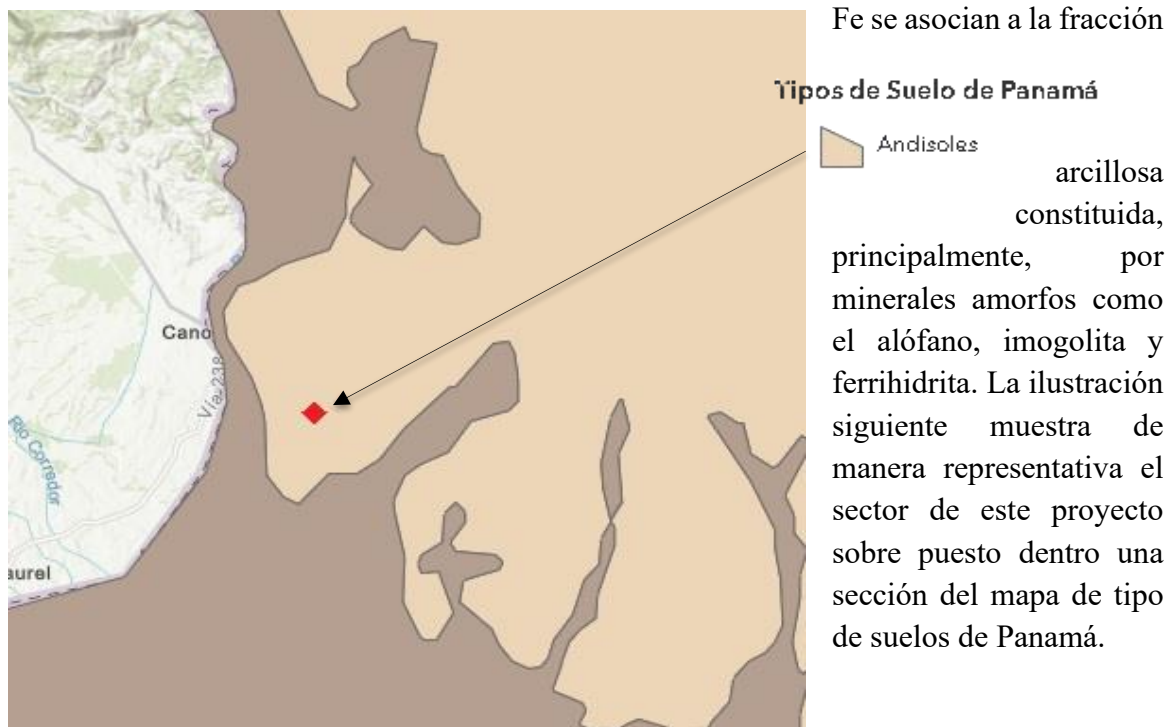 Fe se asocian a la fracción
Tipos de Suelo de Panamá
Andisoles
arcillosa
constituida,
principalmente, por
minerales amorfos como
el alófano, imogolita y
ferrihidrita. La ilustración
siguiente muestra de
manera representativa el
sector de este proyecto
sobre puesto dentro una
sección del mapa de tipo
de suelos de Panamá.
Cano
Vía-238
Río Corredor
aurel